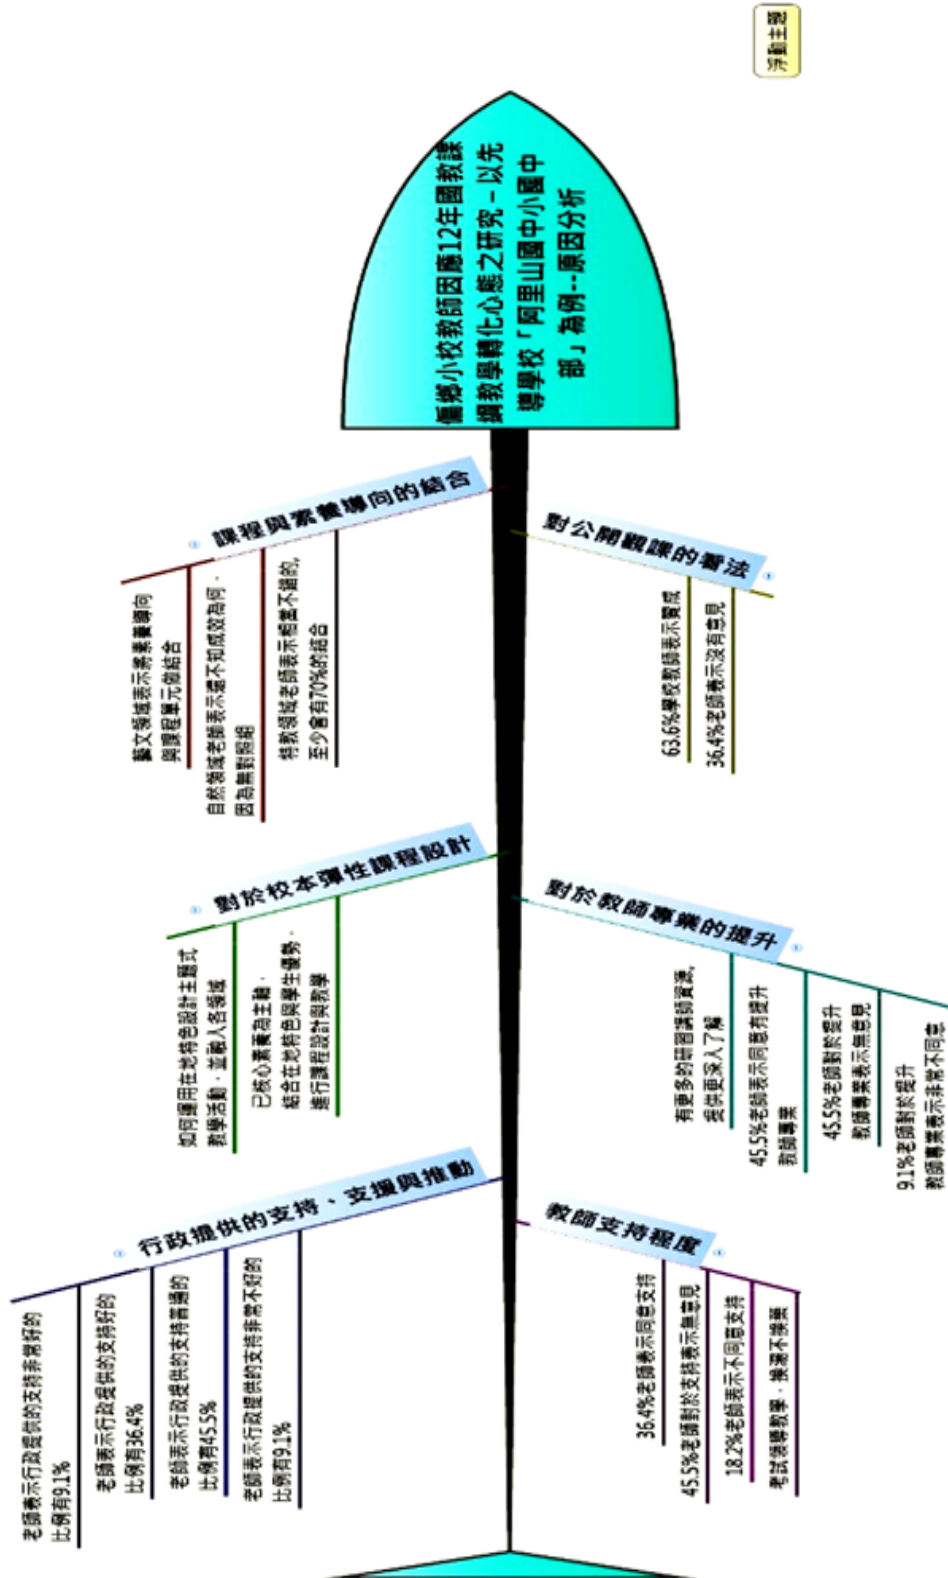 浮動主題
偏鄉小校教師因應12年國教課
綱教學轉化心態之研究－以先
導學校「阿里山國中小國中
部」為例--原因分析
課程與素養導向的結合
藝文領域表示將素養導向
與課程單元做結合
自然領域老師表示還不知成效為何，
因為無對照組
特教領域老師表示相當不錯的,
至少會有70%的結合
對於校本彈性課程設計
如何運用在地特色設計主題式
教學活動，並融入各領域
已核心素養為主軸，
結合在地特色與學生優勢，
進行課程設計與教學
行政提供的支持、支援與推動
老師表示行政提供的支持非常好的
比例有9.1%
老師表示行政提供的支持好的
比例有36.4%
老師表示行政提供的支持普通的
比例有45.5%
老師表示行政提供的支持非常不好的
比例有9.1%
對公開觀課的看法
63.6%學校教師表示贊成
36.4%老師表示沒有意見
對於教師專業的提升
有更多的研習講師資源,
提供更深入了解
45.5%老師表示同意有提升
教師專業
45.5%老師對於提升
教師專業表示無意見
9.1%老師對於提升
教師專業表示非常不同意
教師支持程度
36.4%老師表示同意支持
45.5%老師對於支持表示無意見
18.2%老師表示不同意支持
考試領導教學，換湯不換藥